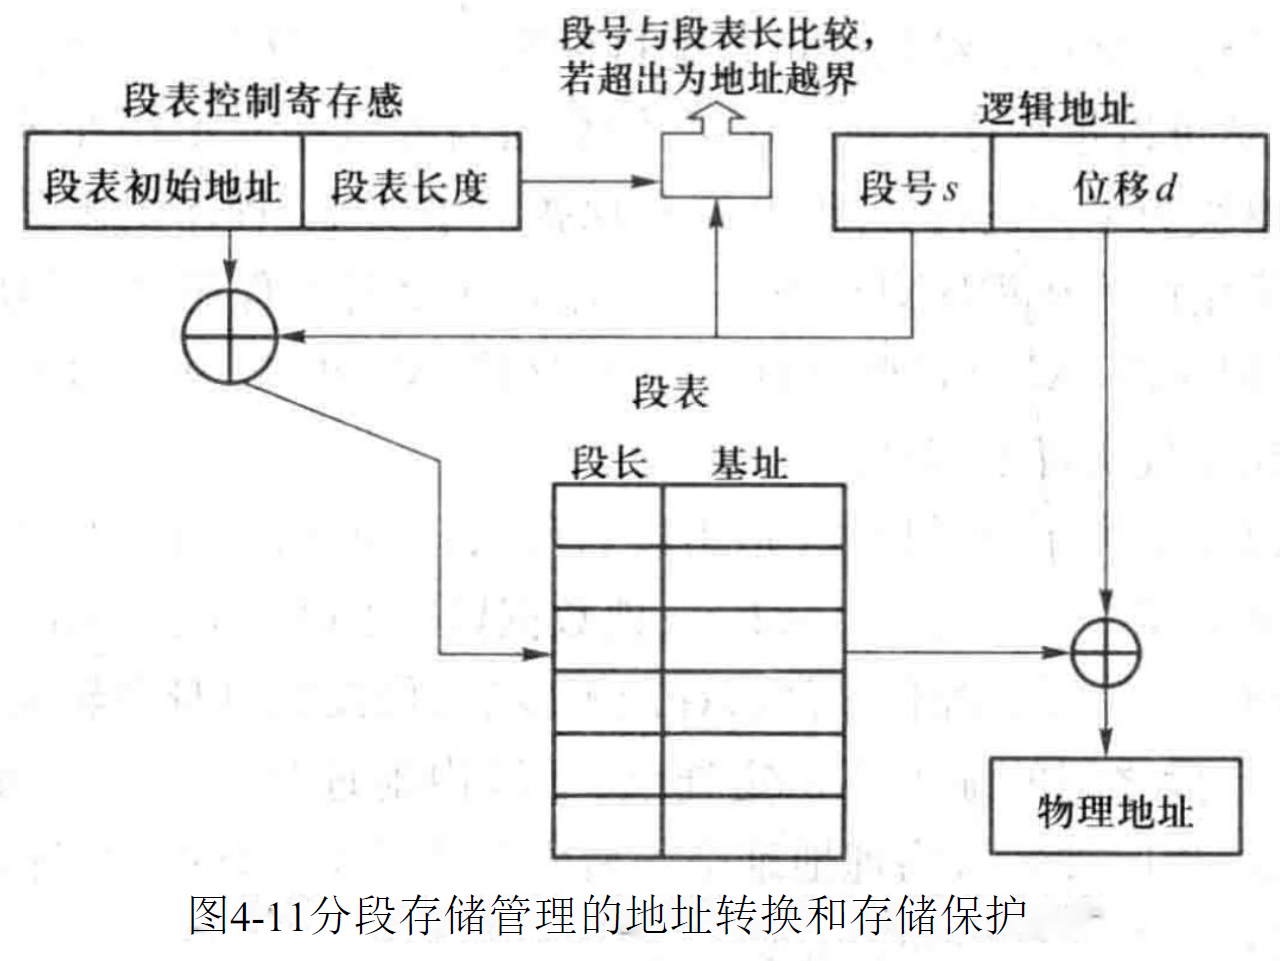 段号与段表长比较，
若超出为地址越界
段表控制寄存感
逻辑地址
段表初始地址
段表长度
段号s
位移d
段表
段长
基址
物理地址
图4-11分段存储管理的地址转换和存储保护